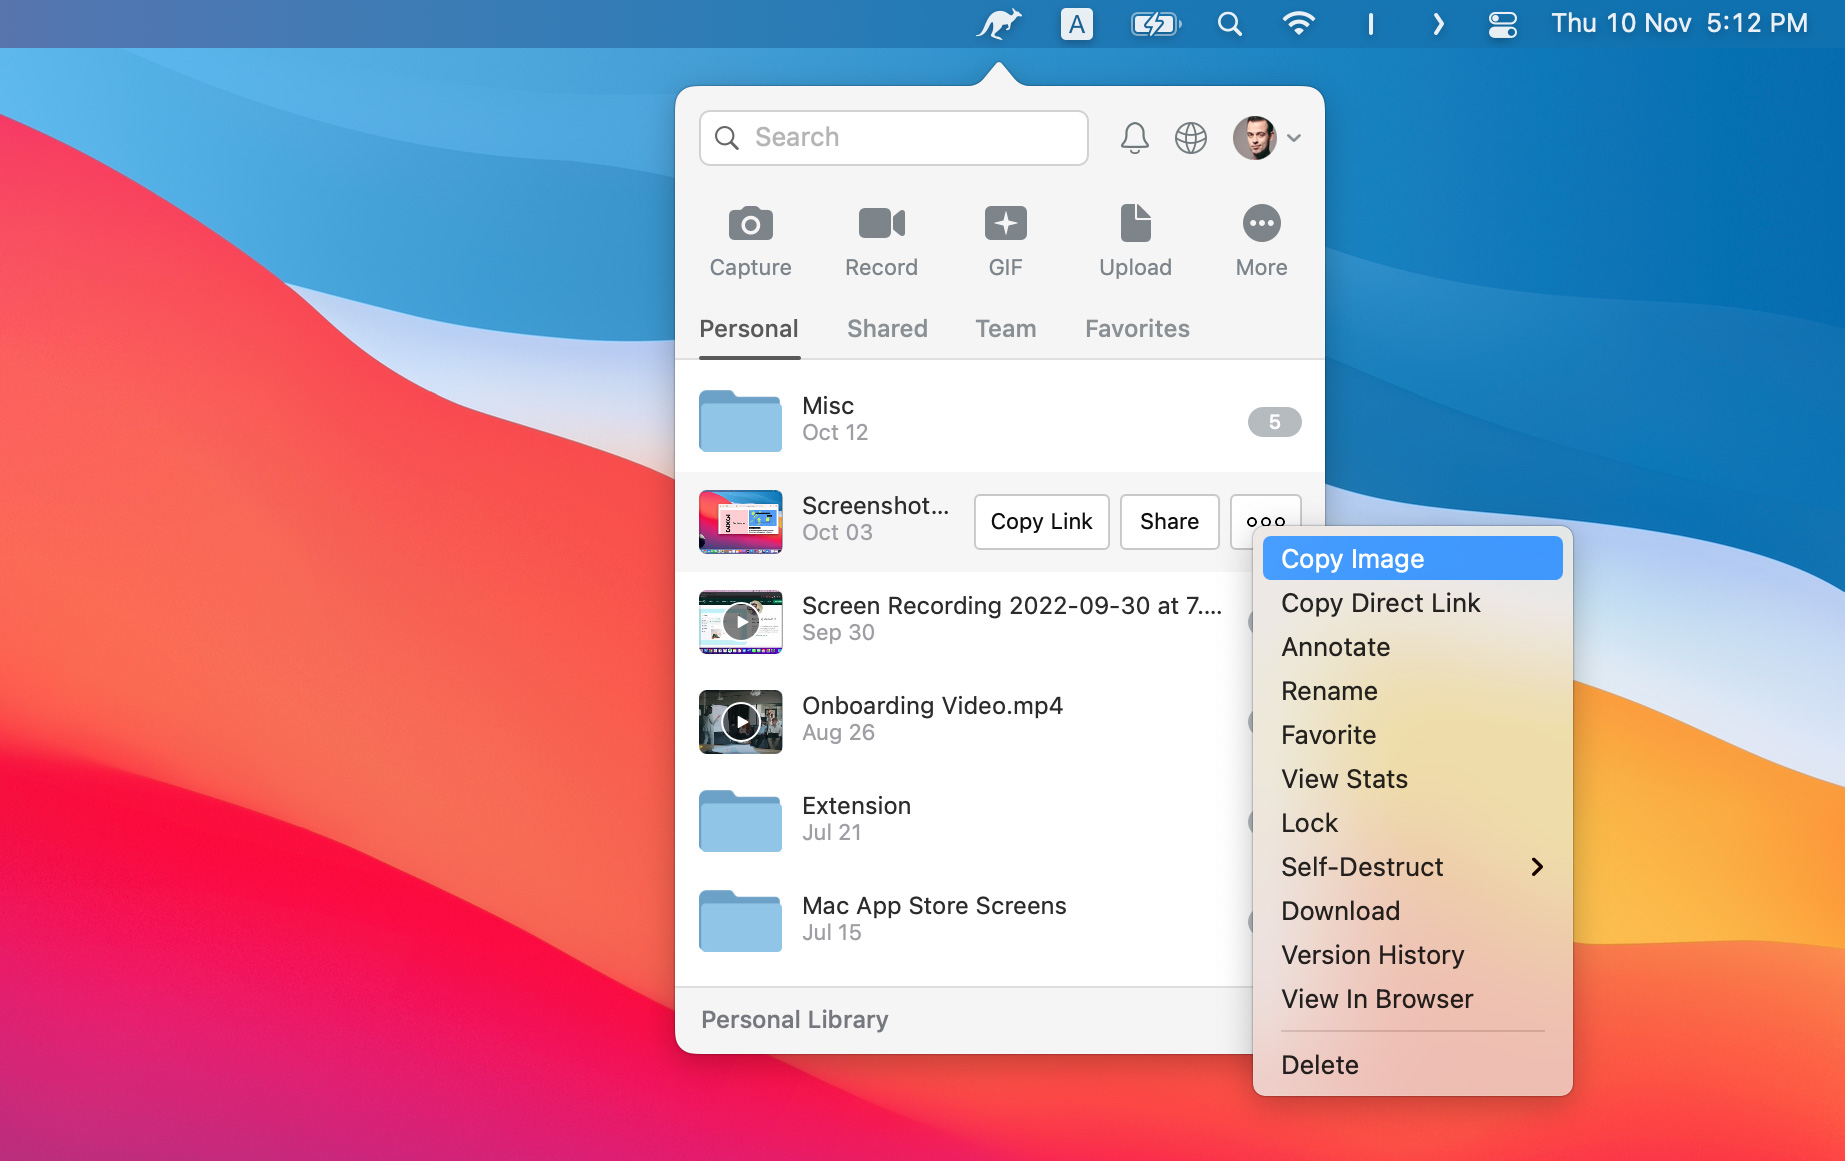 A
Thu 10 Nov 5:12 PM
Search
Capture
Record
GIF
Upload
More
Personal
Shared
Team
Favorites
Misc
Oct 12
5
Screenshot...
Oct 03
Copy Link
Share
Screen Recording 2022-09-30 at 7....
Sep 30
Onboarding Video.mp4
Aug 26
Extension
Jul 21
Mac App Store Screens
Jul 15
Personal Library
Copy Image
Copy Direct Link
Annotate
Rename
Favorite
View Stats
Lock
Self-Destruct
Download
Version History
View In Browser
Delete